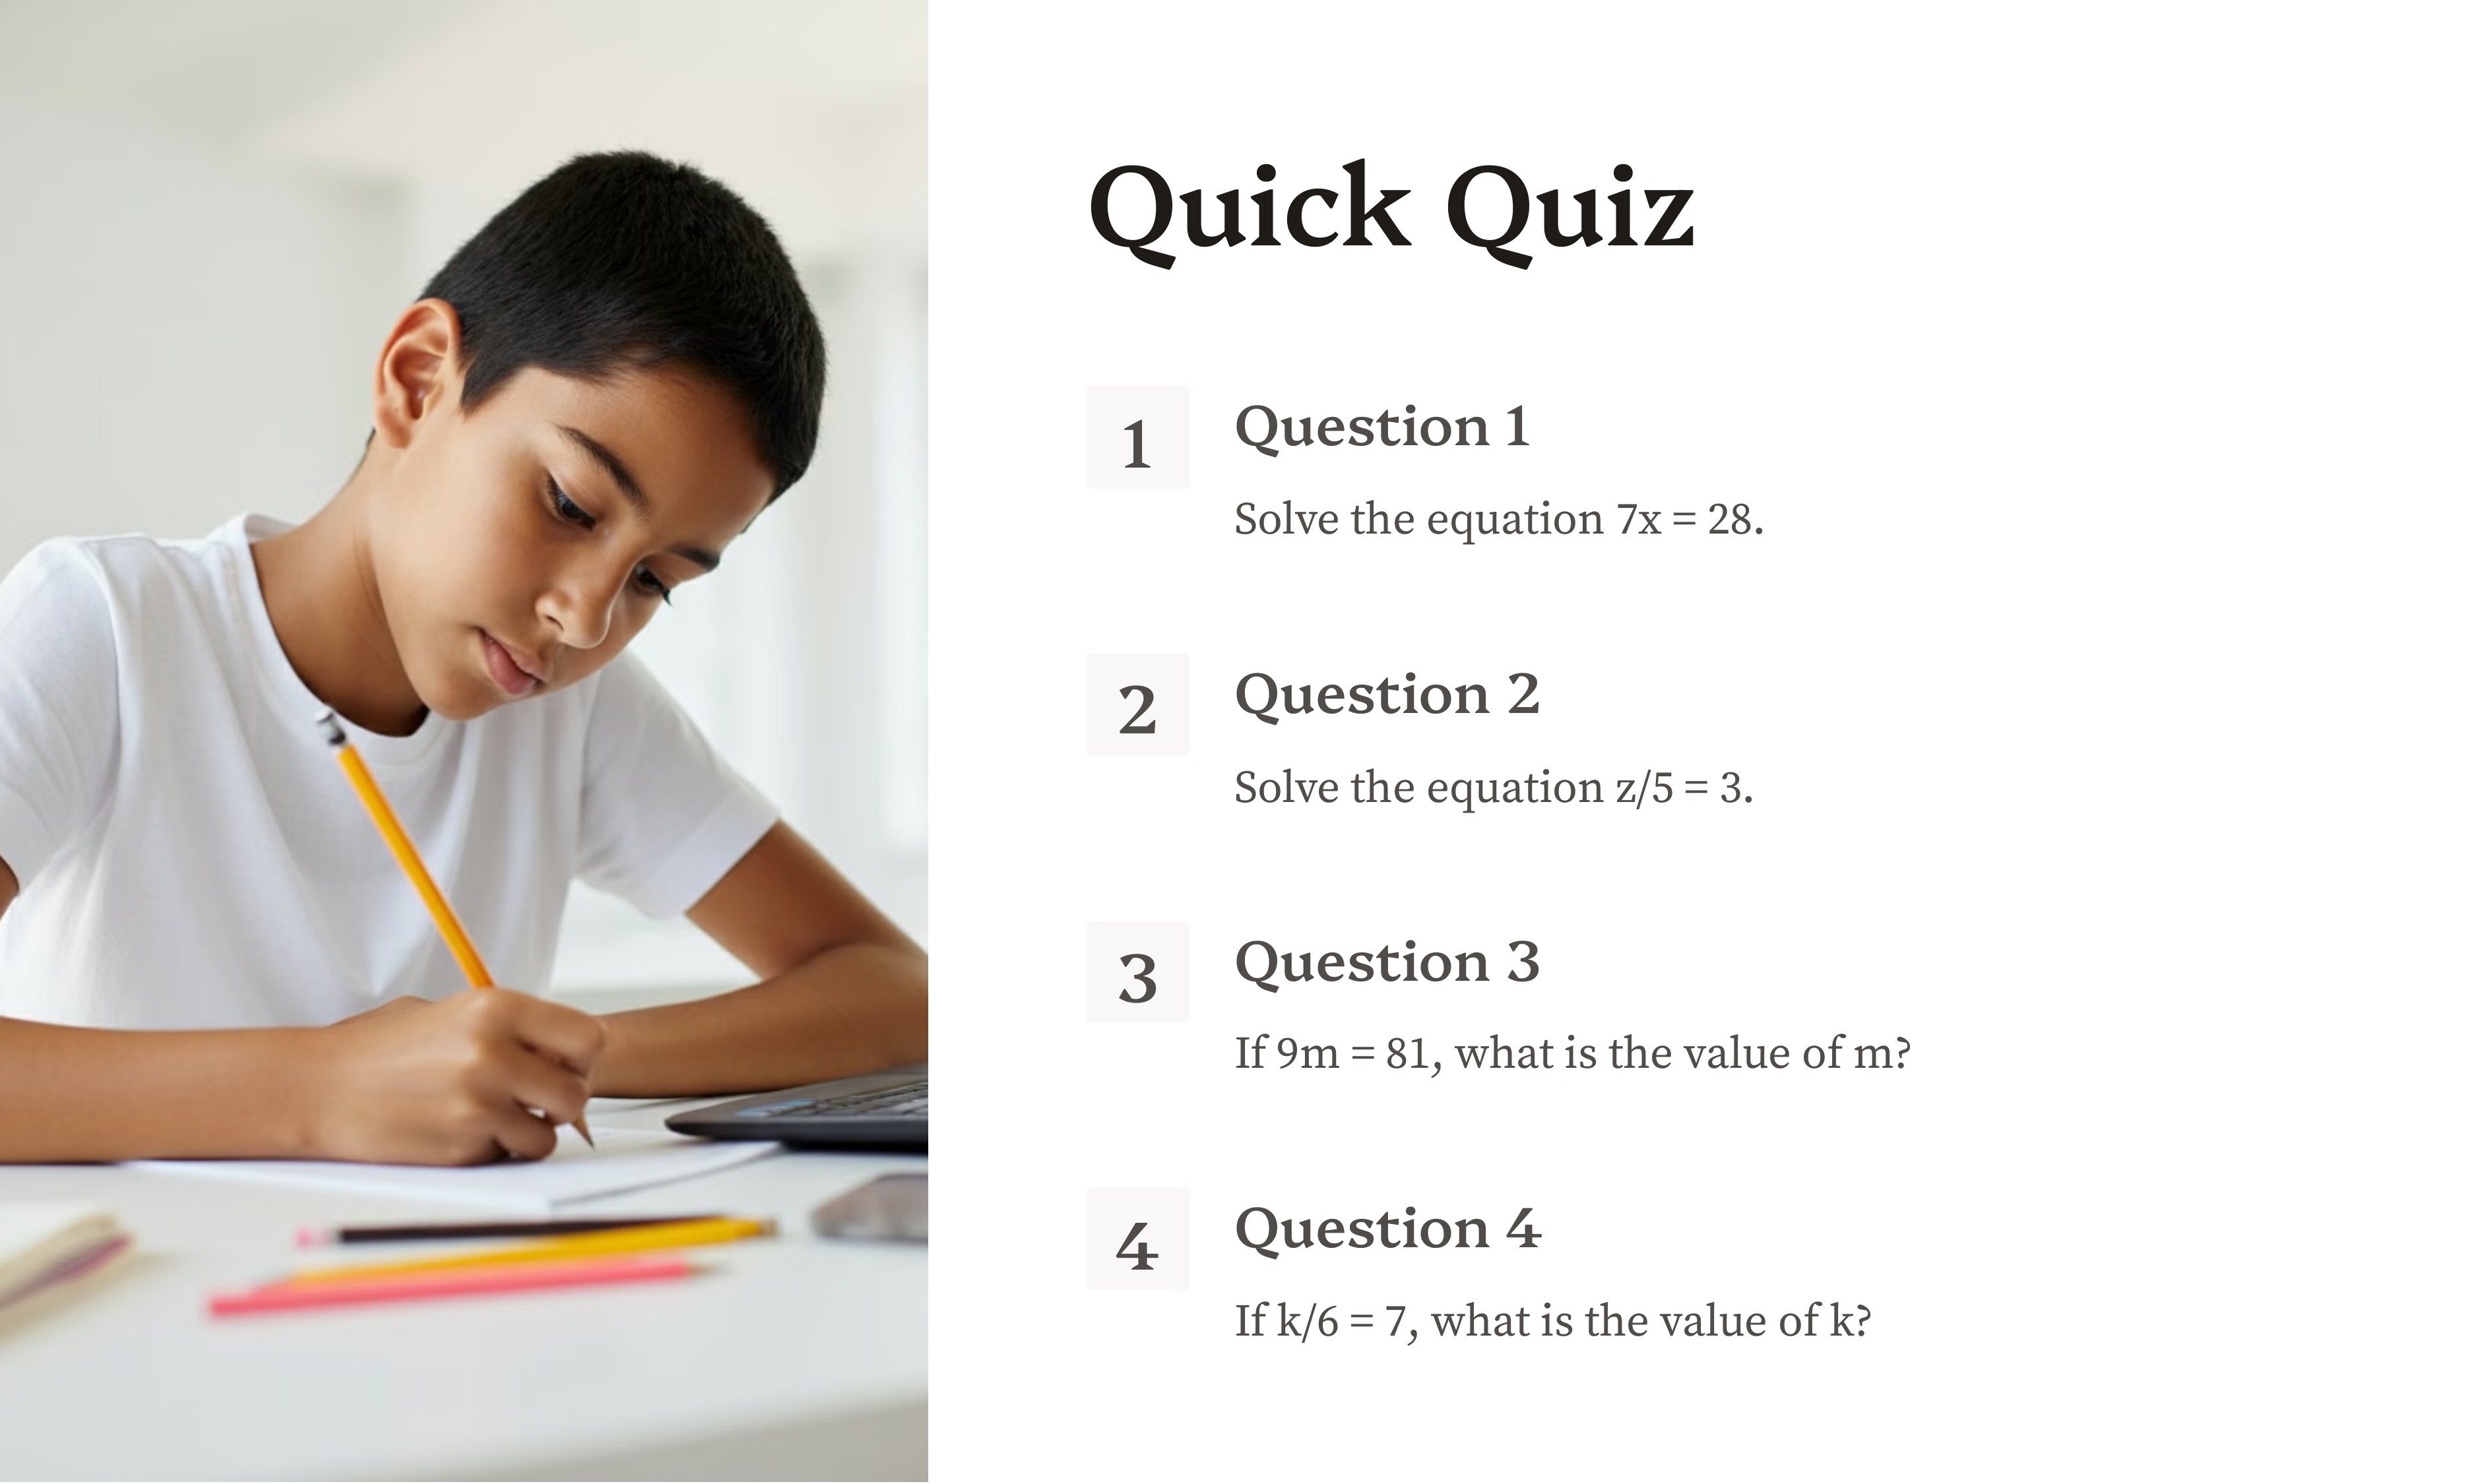 Quick Quiz
1
Question 1
Solve the equation 7x = 28.
2
Question 2
Solve the equation z/5 = 3.
3
Question 3
If 9m = 81, what is the value of m?
4
Question 4
If k/6 = 7, what is the value of k?